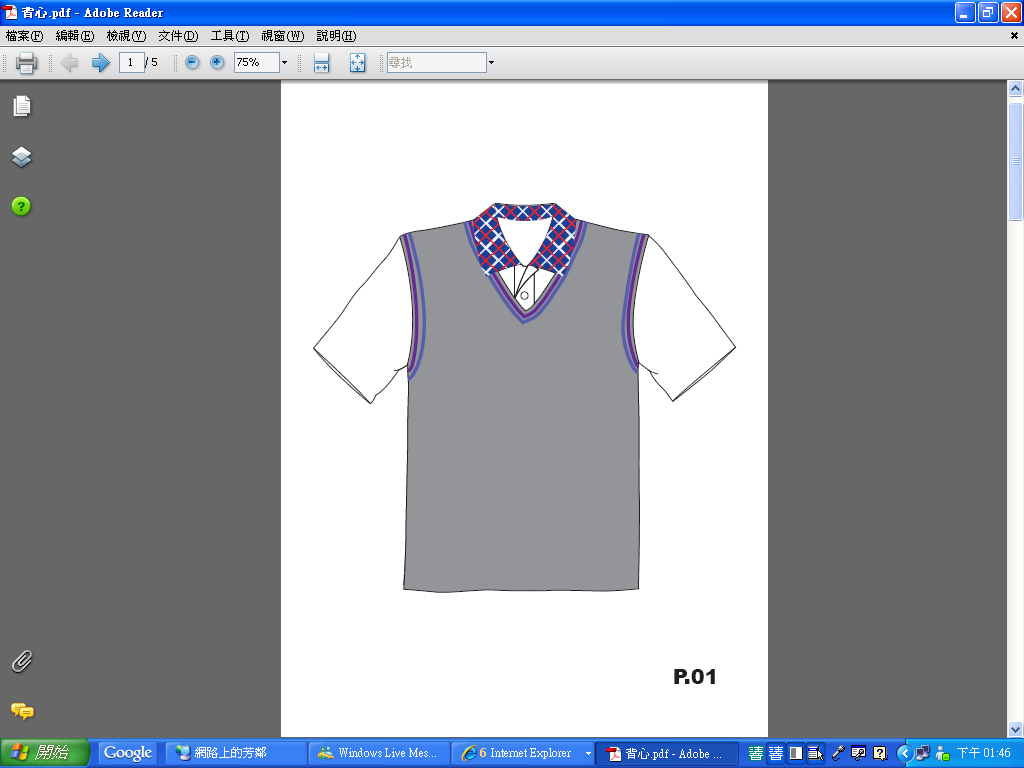 背心.pdf - Adobe Reader
檔案(F) 編輯(E) 檢視(V) 文件(D) 工具(T) 視窗(W) 說明(H)
1 / 5 75% 尋找
P.01
開始 Google 網路上的芳鄰 Windows Live Mes... 6 Internet Explorer 背心.pdf - Adobe ... 下午 01:46